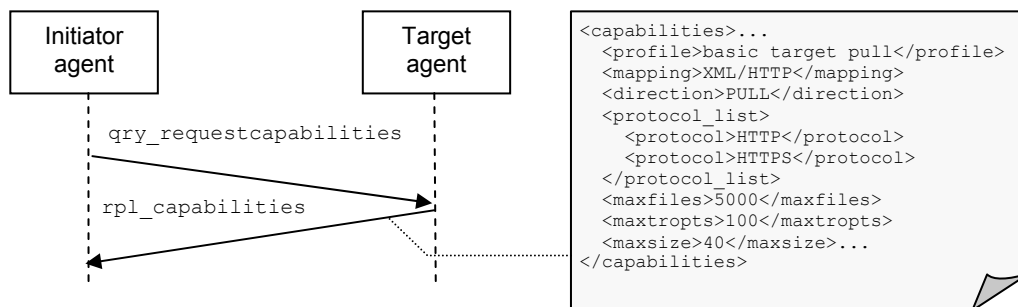 Initiator
agent
Target
agent
qry_requestcapabilities
rpl_capabilities
<capabilities>...
  <profile>basic target pull</profile>
  <mapping>XML/HTTP</mapping>
  <direction>PULL</direction>
  <protocol_list>
    <protocol>HTTP</protocol>
    <protocol>HTTPS</protocol>
  </protocol_list>
  <maxfiles>5000</maxfiles>
  <maxtropts>100</maxtropts>
  <maxsize>40</maxsize>...
</capabilities>